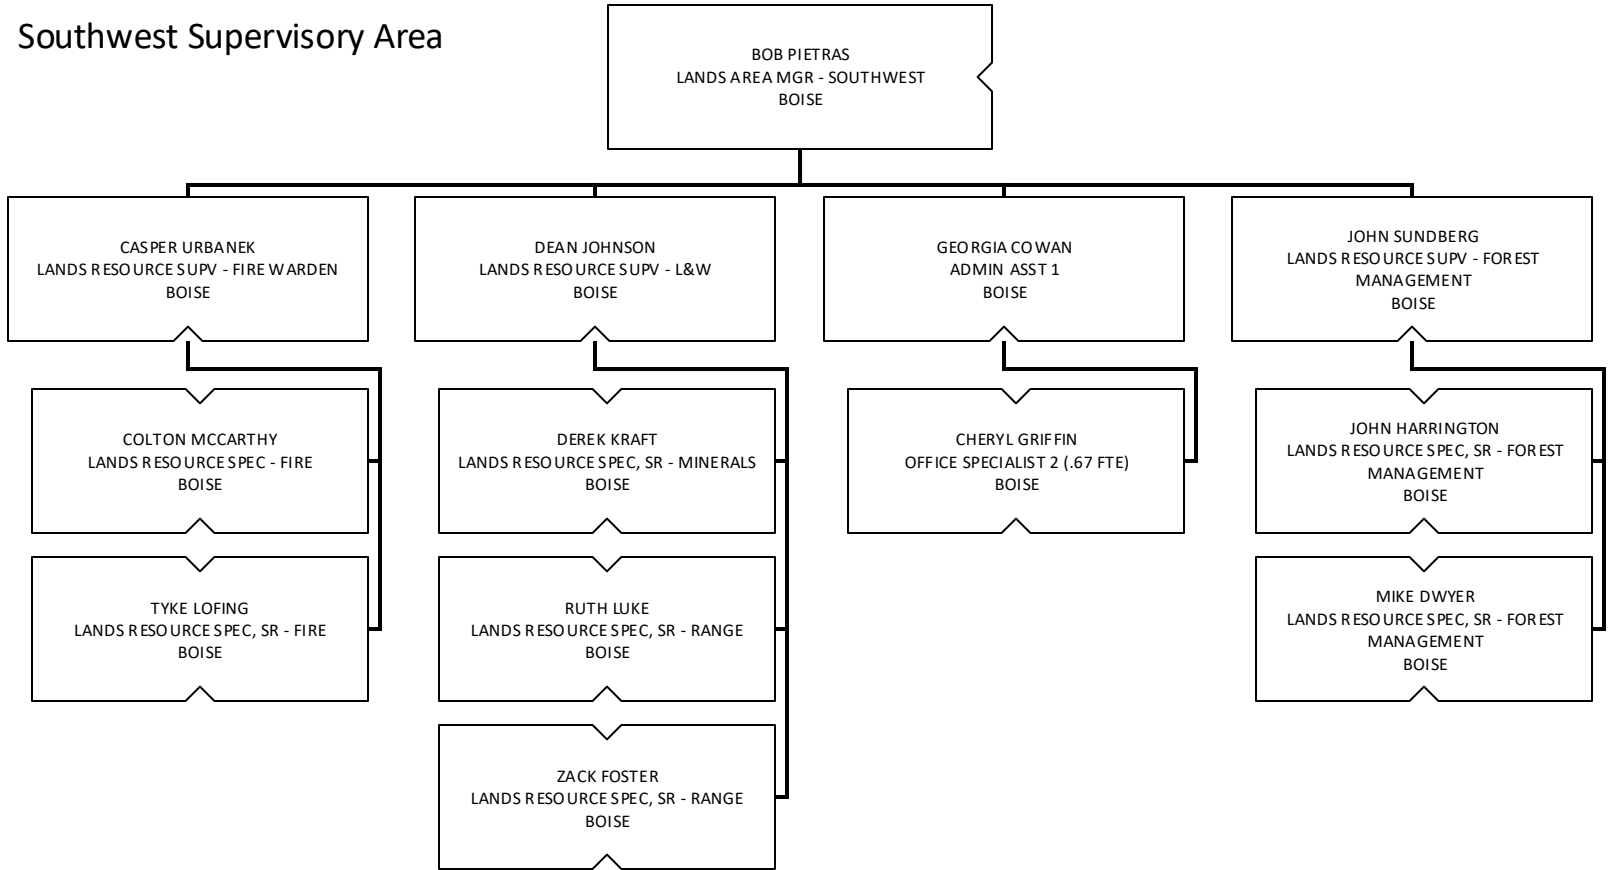 Southwest Supervisory Area
BOB PIETRAS
LANDS AREA MGR - SOUTHWEST
BOISE
CASPER URBANEK
LANDS RESOURCE SUPV - FIRE WARDEN
BOISE
DEAN JOHNSON
LANDS RESOURCE SUPV - L&W
BOISE
GEORGIA COWAN
ADMIN ASST 1
BOISE
JOHN SUNDBERG
LANDS RESOURCE SUPV - FOREST
MANAGEMENT
BOISE
COLTON MCCARTHY
LANDS RESOURCE SPEC - FIRE
BOISE
DEREK KRAFT
LANDS RESOURCE SPEC, SR - MINERALS
BOISE
CHERYL GRIFFIN
OFFICE SPECIALIST 2 (.67 FTE)
BOISE
JOHN HARRINGTON
LANDS RESOURCE SPEC, SR - FOREST
MANAGEMENT
BOISE
TYKE LOFING
LANDS RESOURCE SPEC, SR - FIRE
BOISE
RUTH LUKE
LANDS RESOURCE SPEC, SR - RANGE
BOISE
MIKE DWYER
LANDS RESOURCE SPEC, SR - FOREST
MANAGEMENT
BOISE
ZACK FOSTER
LANDS RESOURCE SPEC, SR - RANGE
BOISE